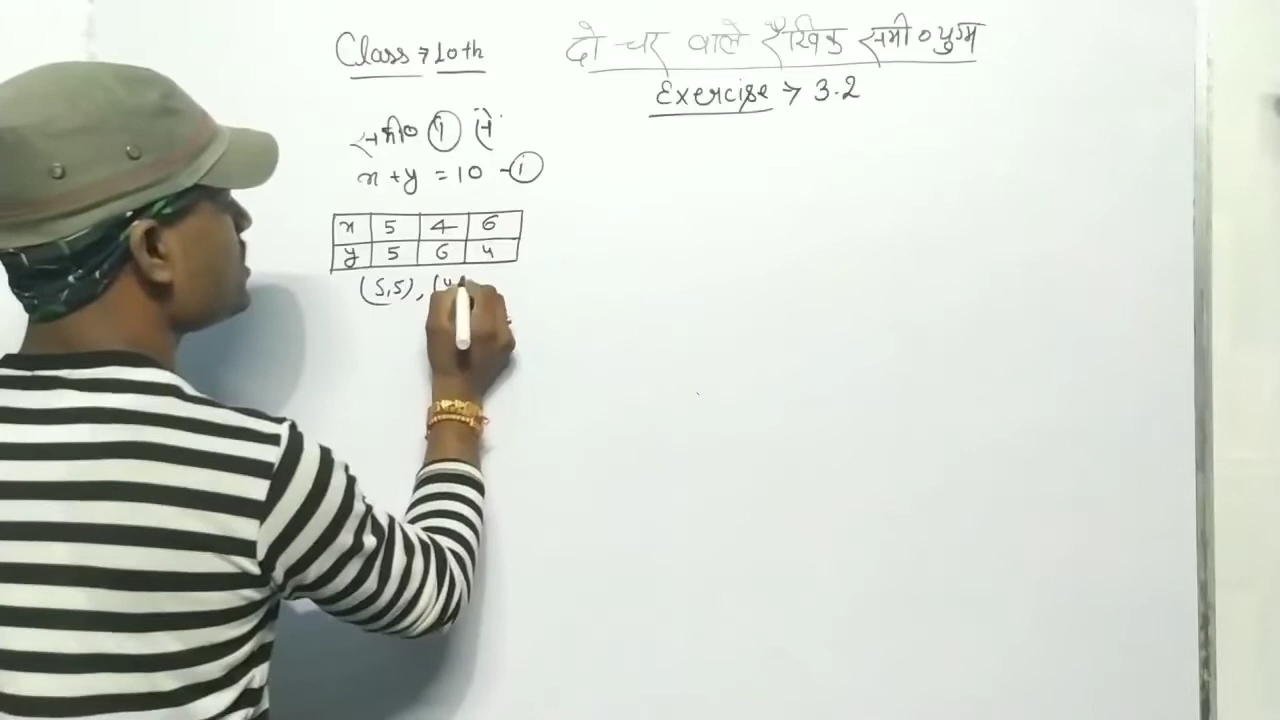 Class → 10th
दो चर वाले रैखिक समी० युग्म
Exercise → 3.2
समी० ① से
x + y = 10 - ①
x 5 4 6
y 5 6 4
(5,5), (4